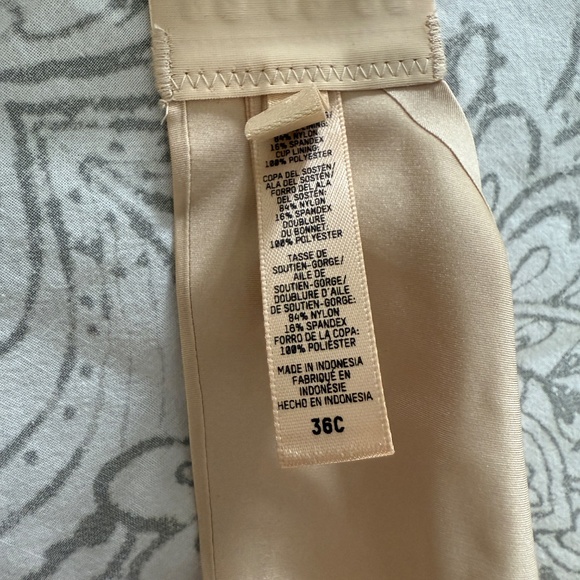 84% NYLON
16% SPANDEX
CUP LINING:
100% POLYESTER
COPA DEL SOSTÉN/
ALA DEL SOSTÉN/
FORRO DEL ALA
DEL SOSTÉN:
84% NYLON
16% SPANDEX
DOUBLURE
DU BONNET:
100% POLYESTER
TASSE DE
SOUTIEN-GORGE/
AILE DE
SOUTIEN-GORGE/
DOUBLURE D'AILE
DE SOUTIEN-GORGE:
84% NYLON
16% SPANDEX
FORRO DE LA COPA:
100% POLIÉSTER
MADE IN INDONESIA
FABRIQUÉ EN
INDONÉSIE
HECHO EN INDONESIA
36C